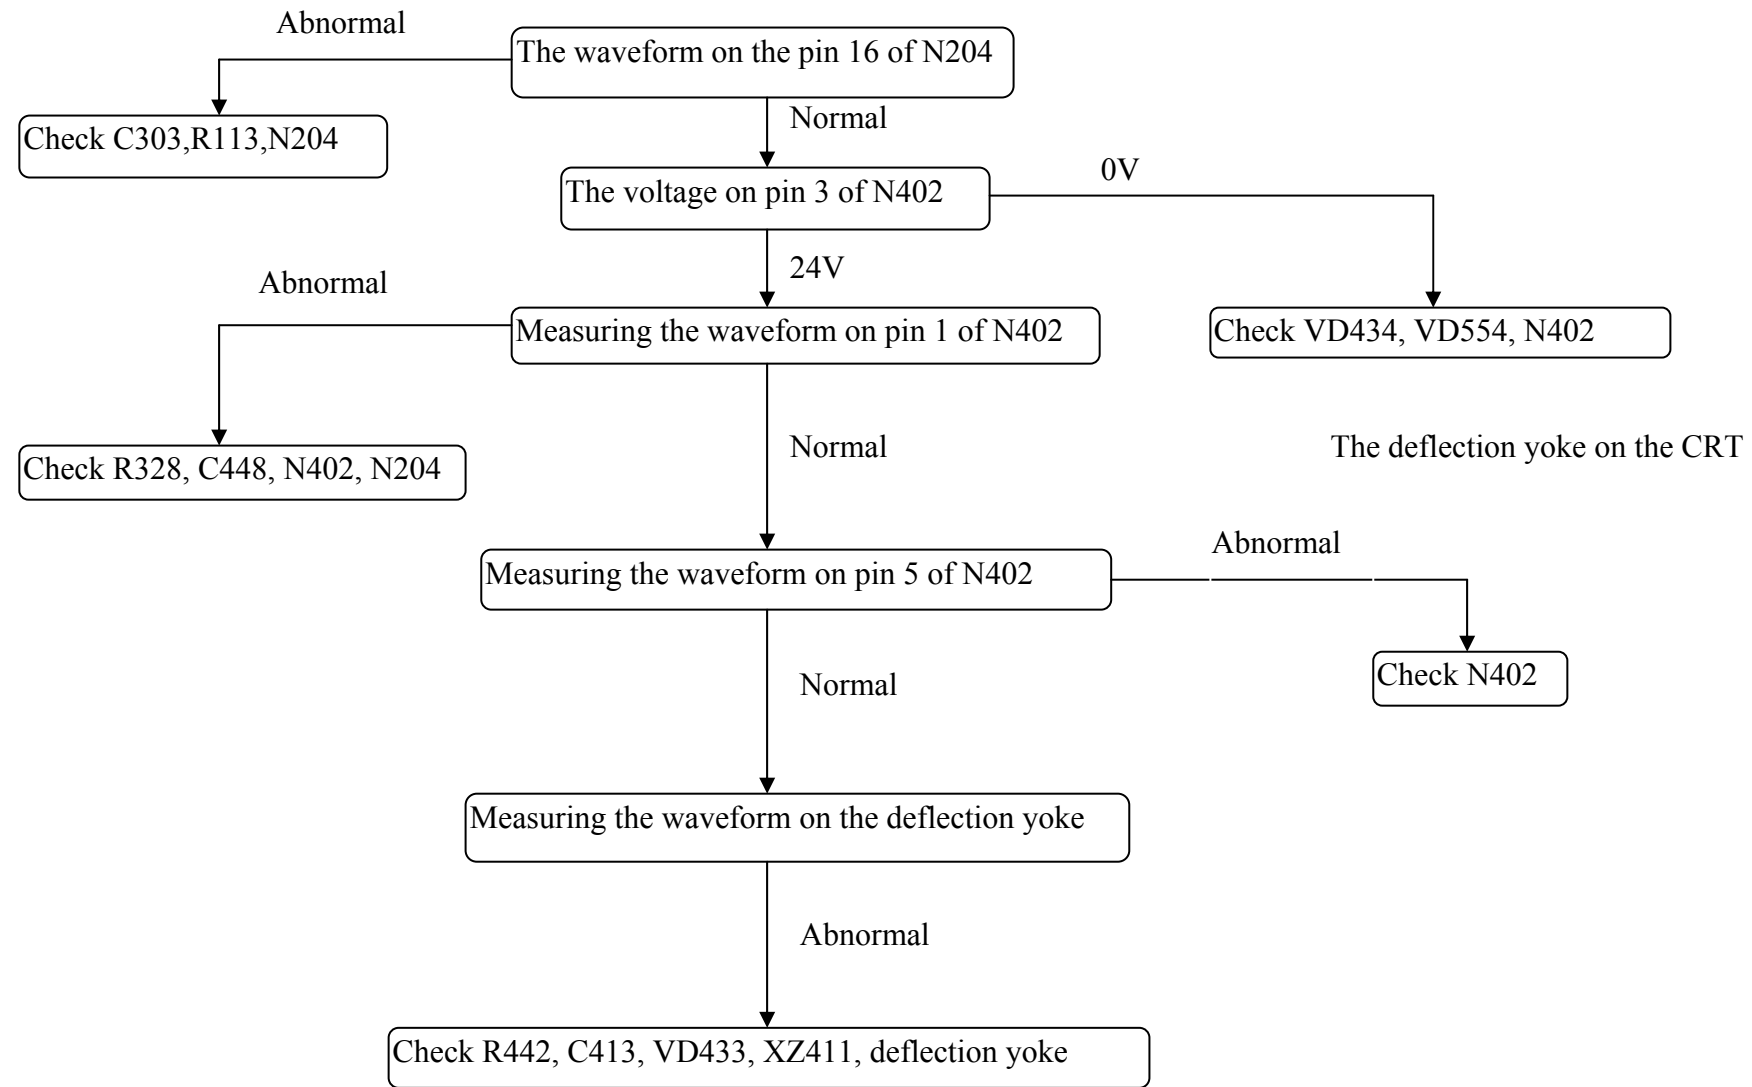 Abnormal
The waveform on the pin 16 of N204
Normal
Check C303,R113,N204
0V
The voltage on pin 3 of N402
24V
Abnormal
Measuring the waveform on pin 1 of N402
Check VD434, VD554, N402
Normal
The deflection yoke on the CRT
Check R328, C448, N402, N204
Abnormal
Measuring the waveform on pin 5 of N402
Check N402
Normal
Measuring the waveform on the deflection yoke
Abnormal
Check R442, C413, VD433, XZ411, deflection yoke